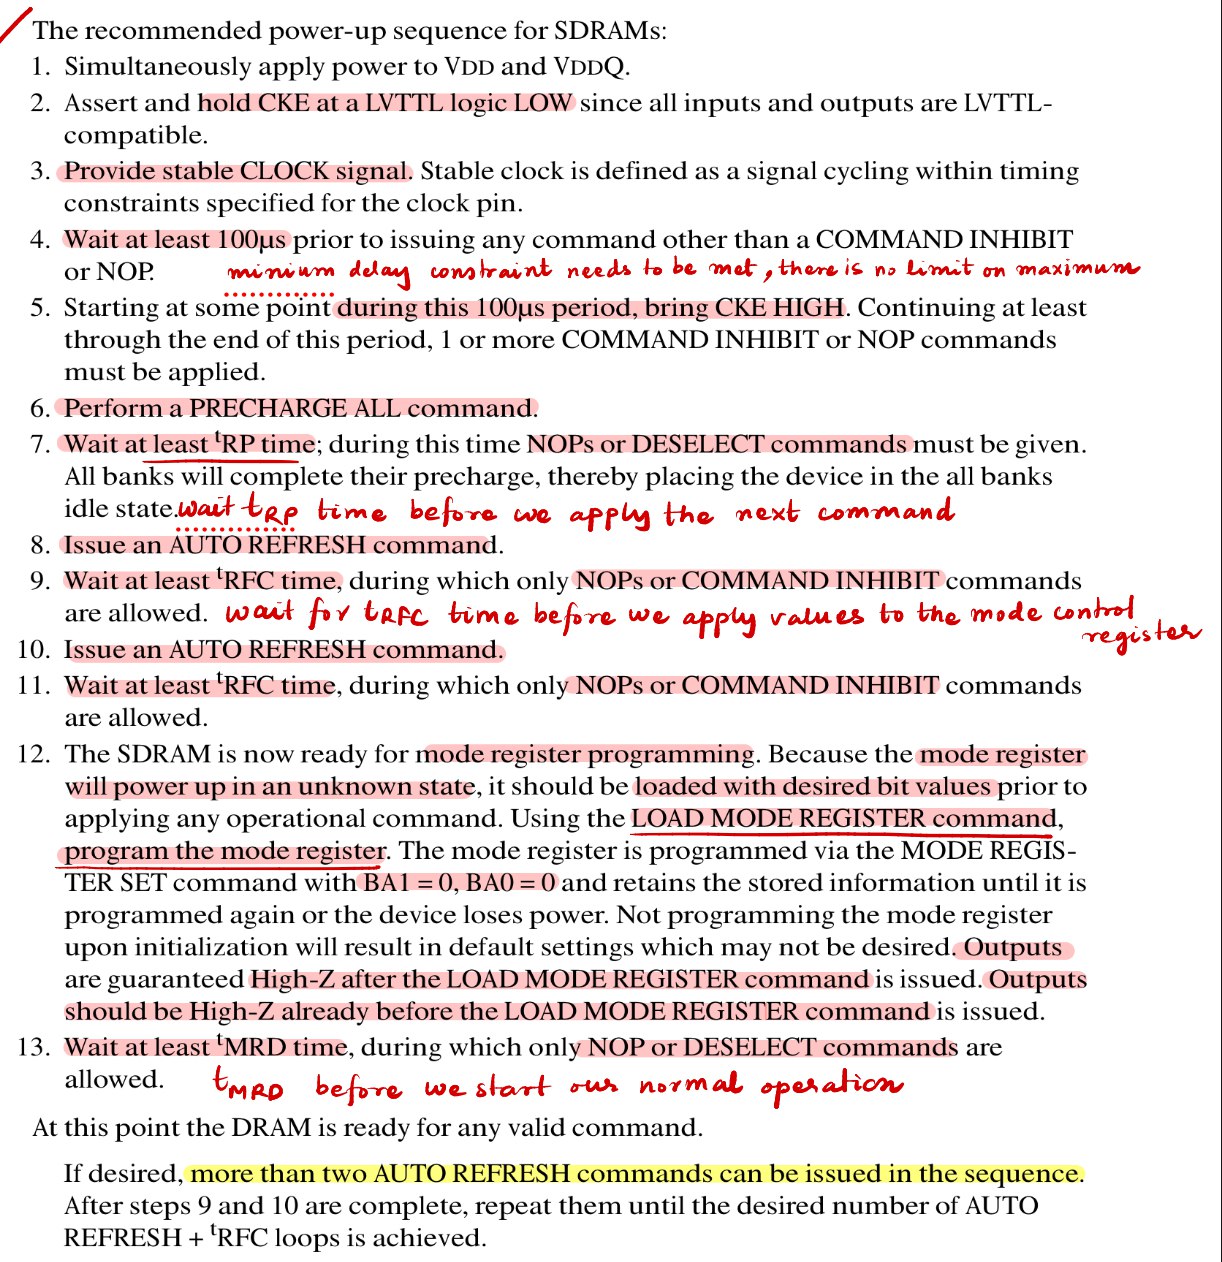 The recommended power-up sequence for SDRAMs:
1. Simultaneously apply power to VDD and VDDQ.
2. Assert and hold CKE at a LVTTL logic LOW since all inputs and outputs are LVTTL-
compatible.
3. Provide stable CLOCK signal. Stable clock is defined as a signal cycling within timing
constraints specified for the clock pin.
4. Wait at least 100μs prior to issuing any command other than a COMMAND INHIBIT
or NOP. minium delay constraint needs to be met, there is no limit on maximum
5. Starting at some point during this 100μs period, bring CKE HIGH. Continuing at least
through the end of this period, 1 or more COMMAND INHIBIT or NOP commands
must be applied.
6. Perform a PRECHARGE ALL command.
7. Wait at least tRP time; during this time NOPs or DESELECT commands must be given.
All banks will complete their precharge, thereby placing the device in the all banks
idle state. wait tRP time before we apply the next command
8. Issue an AUTO REFRESH command.
9. Wait at least tRFC time, during which only NOPs or COMMAND INHIBIT commands
are allowed. wait for tRFC time before we apply values to the mode control
register
10. Issue an AUTO REFRESH command.
11. Wait at least tRFC time, during which only NOPs or COMMAND INHIBIT commands
are allowed.
12. The SDRAM is now ready for mode register programming. Because the mode register
will power up in an unknown state, it should be loaded with desired bit values prior to
applying any operational command. Using the LOAD MODE REGISTER command,
program the mode register. The mode register is programmed via the MODE REGIS-
TER SET command with BA1 = 0, BA0 = 0 and retains the stored information until it is
programmed again or the device loses power. Not programming the mode register
upon initialization will result in default settings which may not be desired. Outputs
are guaranteed High-Z after the LOAD MODE REGISTER command is issued. Outputs
should be High-Z already before the LOAD MODE REGISTER command is issued.
13. Wait at least tMRD time, during which only NOP or DESELECT commands are
allowed. tMRD before we start our normal operation
At this point the DRAM is ready for any valid command.
If desired, more than two AUTO REFRESH commands can be issued in the sequence.
After steps 9 and 10 are complete, repeat them until the desired number of AUTO
REFRESH + tRFC loops is achieved.